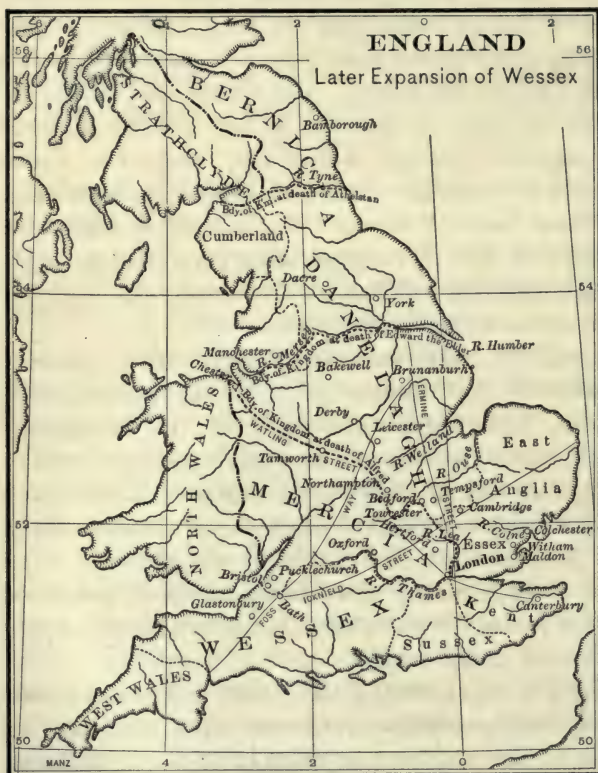 ENGLAND
Later Expansion of Wessex
6
4
2
0
2
56
56
BERNICIA
STRATHCLYDE
Bamborough
R. Tyne
Bdy. of Km. at death of Athelstan
Cumberland
DANELAGH
Dacre
54
54
York
Manchester
R. Mersey
Bdy. of Kingdom at death of Edward the Elder
R. Humber
Chester
Bakewell
Brunanburh
Bdy. of Kingdom at death of Alfred
ERMINE STREET
Derby
Leicester
WATLING STREET
Tamworth
R. Welland
East Anglia
R. Ouse
NORTH WALES
Northampton
Bedford
Tempsford
MERCIA
Towcester
Cambridge
52
52
FOSS WAY
Hertford
R. Lea
R. Colne
Colchester
Oxford
Essex
Witham
London
Maldon
IDKNIELD STREET
Pucklechurch
Bristol
R. Thames
Kent
Glastonbury
Bath
Canterbury
WESSEX
Sussex
WEST WALES
50
50
MANZ
4
2
0